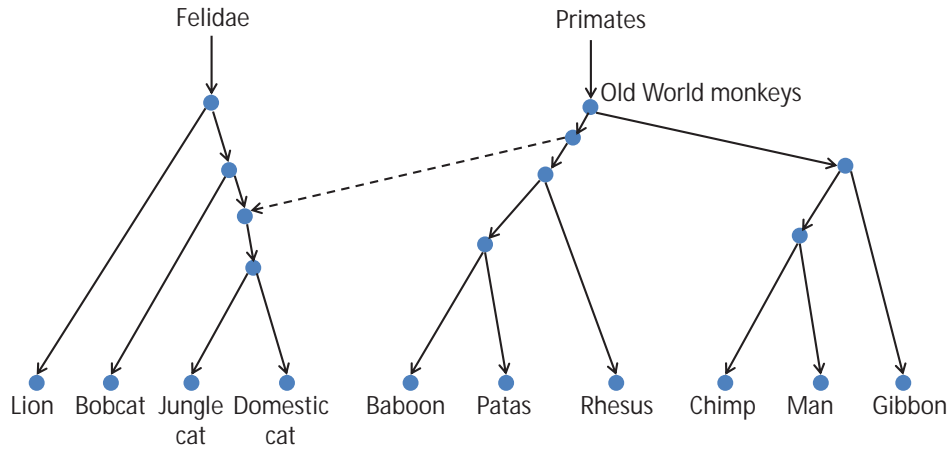 Felidae
Primates
Old World monkeys
Lion
Bobcat
Jungle
cat
Domestic
cat
Baboon
Patas
Rhesus
Chimp
Man
Gibbon